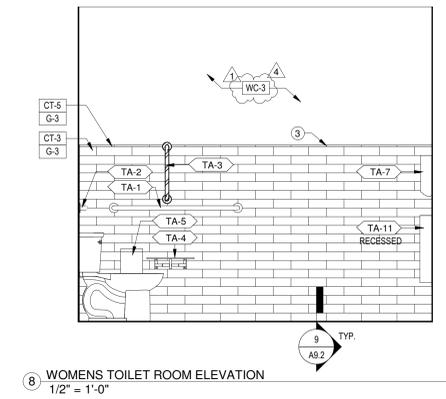 1
4
WC-3
CT-5
G-3
3
CT-3
G-3
TA-2
TA-3
TA-7
TA-1
TA-5
TA-4
TA-11
RECESSED
9
A9.2
TYP.
8 WOMENS TOILET ROOM ELEVATION
1/2" = 1'-0"